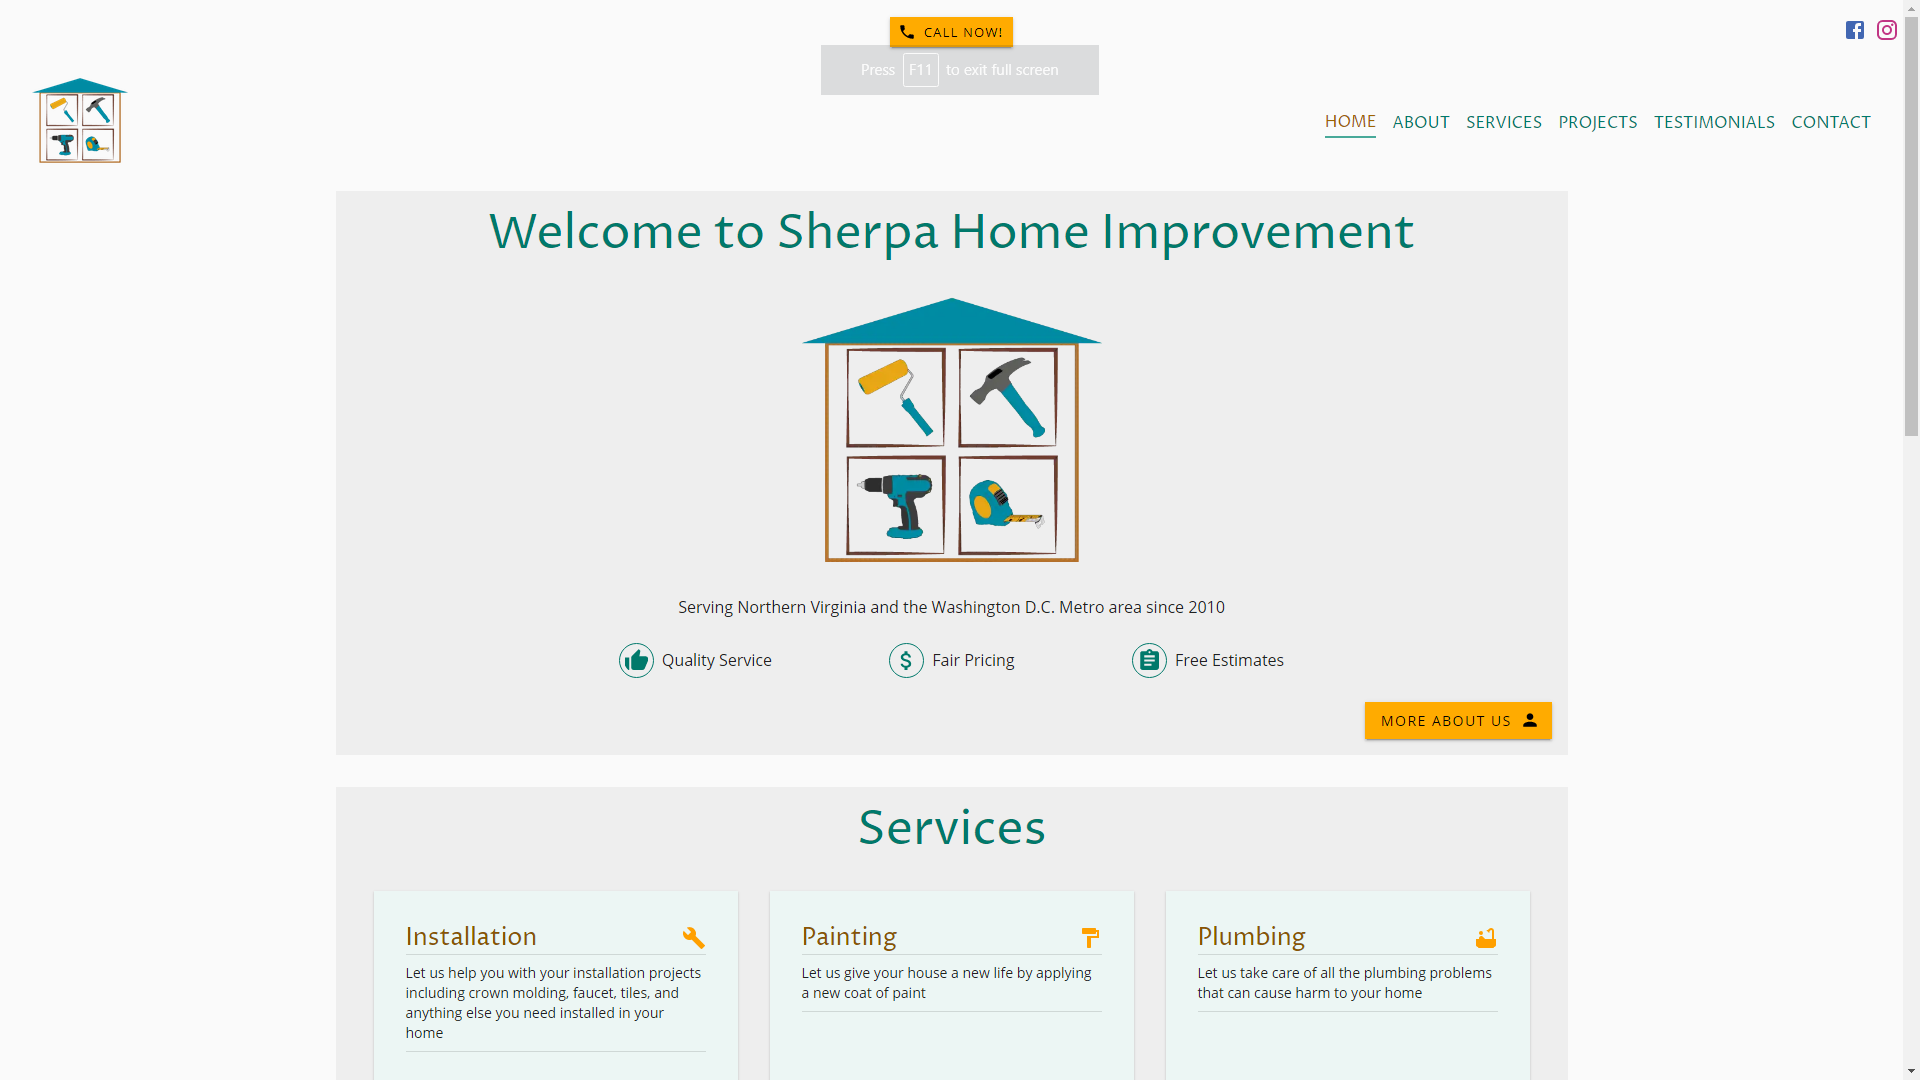 CALL NOW!
Press F11 to exit full screen
HOME ABOUT SERVICES PROJECTS TESTIMONIALS CONTACT
Welcome to Sherpa Home Improvement
Serving Northern Virginia and the Washington D.C. Metro area since 2010
Quality Service Fair Pricing Free Estimates
MORE ABOUT US
Services
Installation
Let us help you with your installation projects
including crown molding, faucet, tiles, and
anything else you need installed in your
home
Painting
Let us give your house a new life by applying
a new coat of paint
Plumbing
Let us take care of all the plumbing problems
that can cause harm to your home